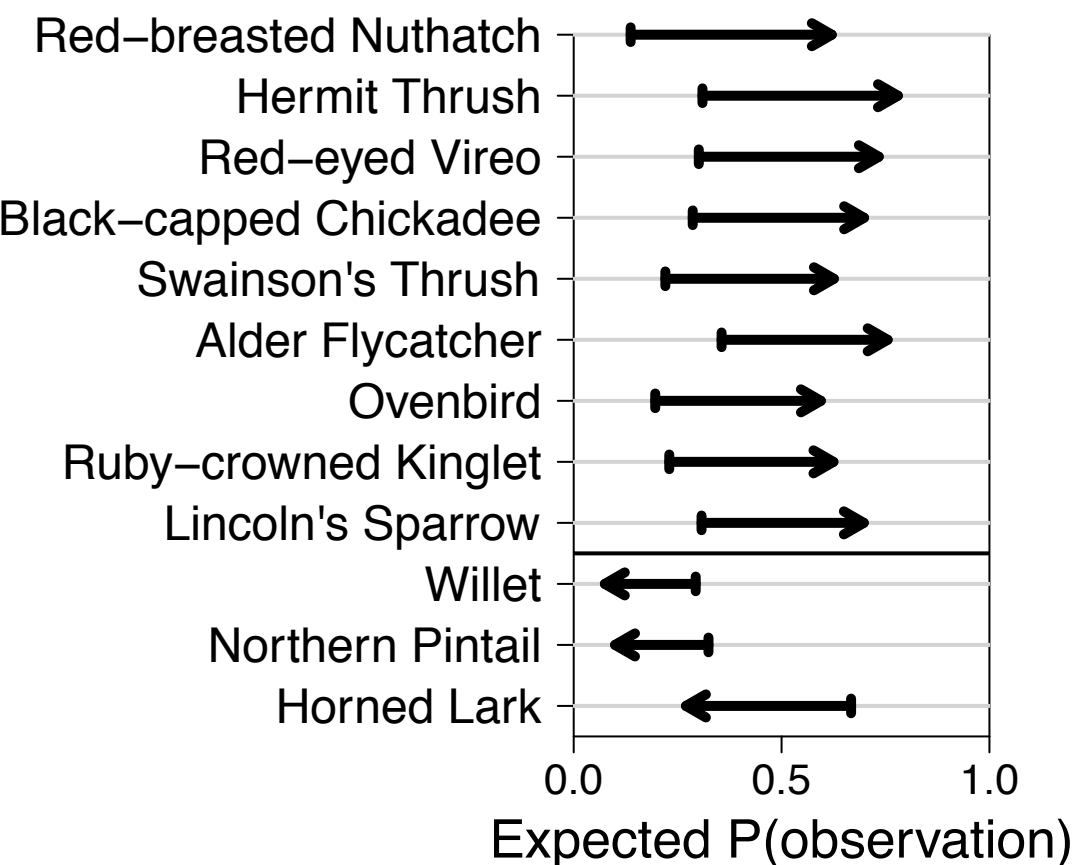 Red−breasted Nuthatch
Hermit Thrush
Red−eyed Vireo
Black−capped Chickadee
Swainson's Thrush
Alder Flycatcher
Ovenbird
Ruby−crowned Kinglet
Lincoln's Sparrow
Willet
Northern Pintail
Horned Lark
0.0 0.5 1.0
Expected P(observation)